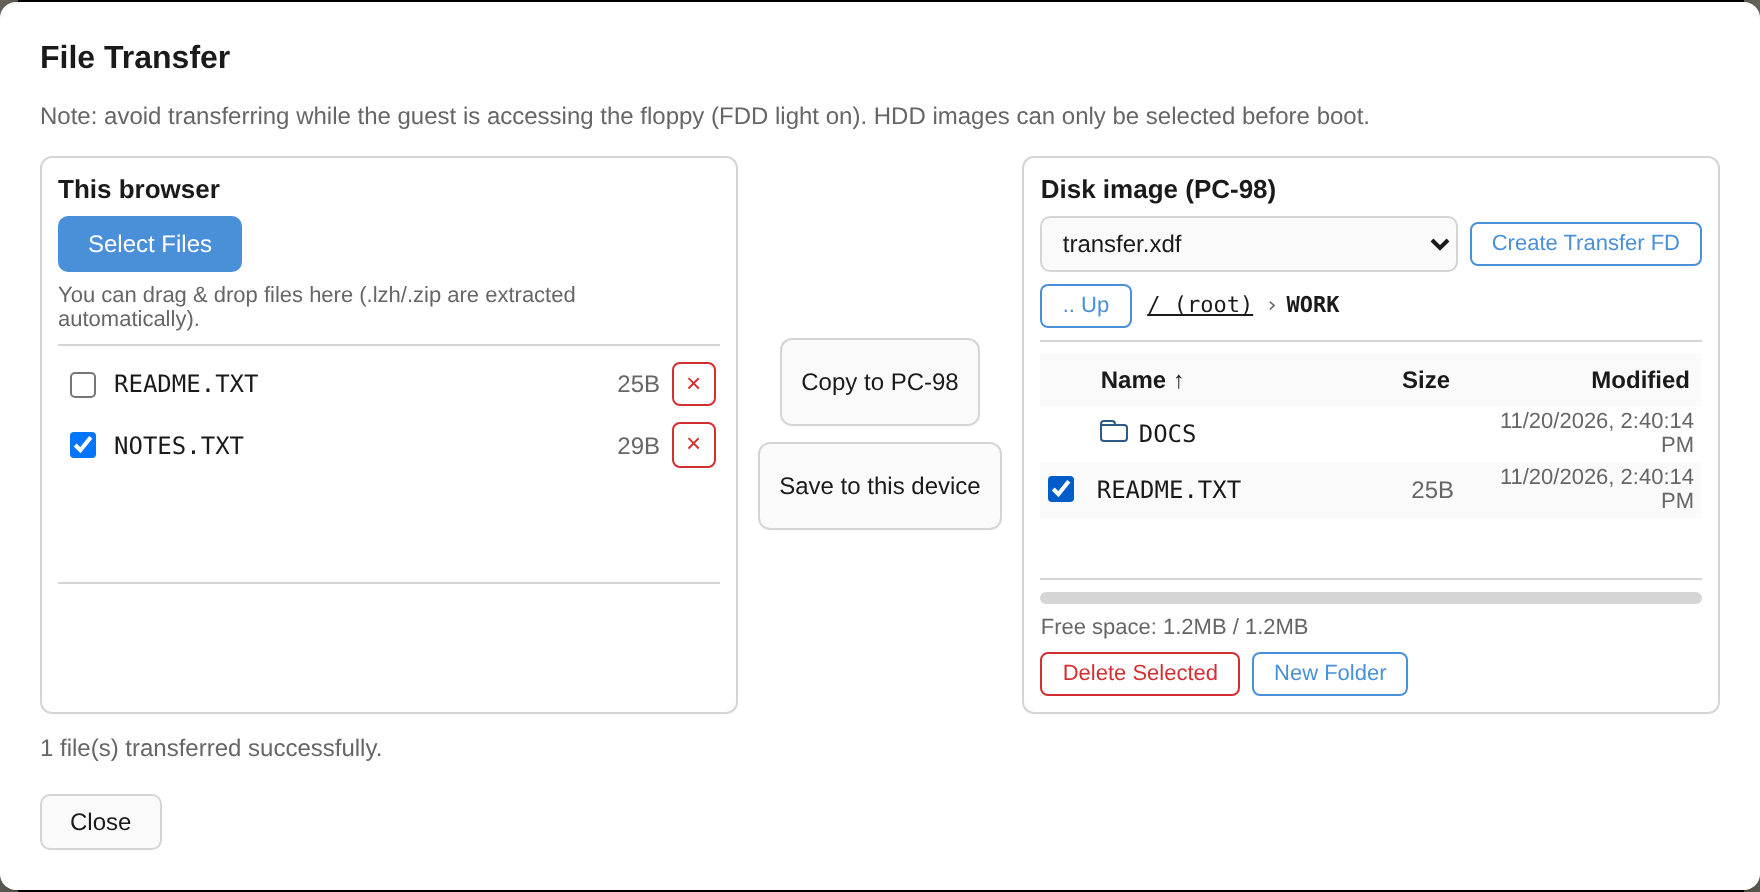 File Transfer
Note: avoid transferring while the guest is accessing the floppy (FDD light on). HDD images can only be selected before boot.
This browser
Select Files
You can drag & drop files here (.lzh/.zip are extracted
automatically).
README.TXT 25B ×
NOTES.TXT 29B ×
Copy to PC-98
Save to this device
Disk image (PC-98)
transfer.xdf
Create Transfer FD
.. Up / (root) › WORK
Name ↑ Size Modified
DOCS 11/20/2026, 2:40:14
PM
README.TXT 25B 11/20/2026, 2:40:14
PM
Free space: 1.2MB / 1.2MB
Delete Selected New Folder
1 file(s) transferred successfully.
Close